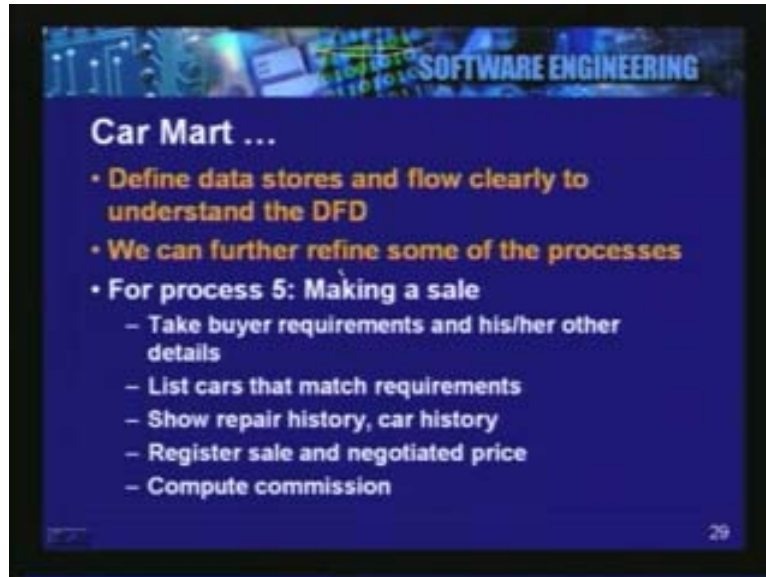 SOFTWARE ENGINEERING
Car Mart ...
• Define data stores and flow clearly to
understand the DFD
• We can further refine some of the processes
• For process 5: Making a sale
– Take buyer requirements and his/her other
details
– List cars that match requirements
– Show repair history, car history
– Register sale and negotiated price
– Compute commission
29